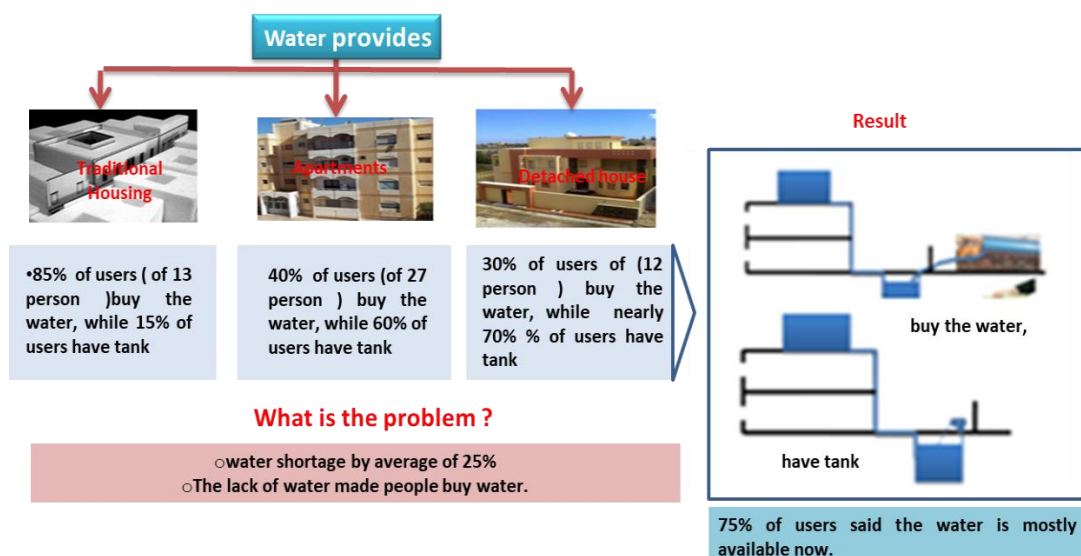 Water provides
Traditional
Housing
Apartments
Detached house
•85% of users ( of 13
person )buy the
water, while 15% of
users have tank
40% of users (of 27
person ) buy the
water, while 60% of
users have tank
30% of users of (12
person ) buy the
water, while nearly
70% % of users have
tank
Result
buy the water,
have tank
75% of users said the water is mostly
available now.
What is the problem ?
○water shortage by average of 25%
○The lack of water made people buy water.